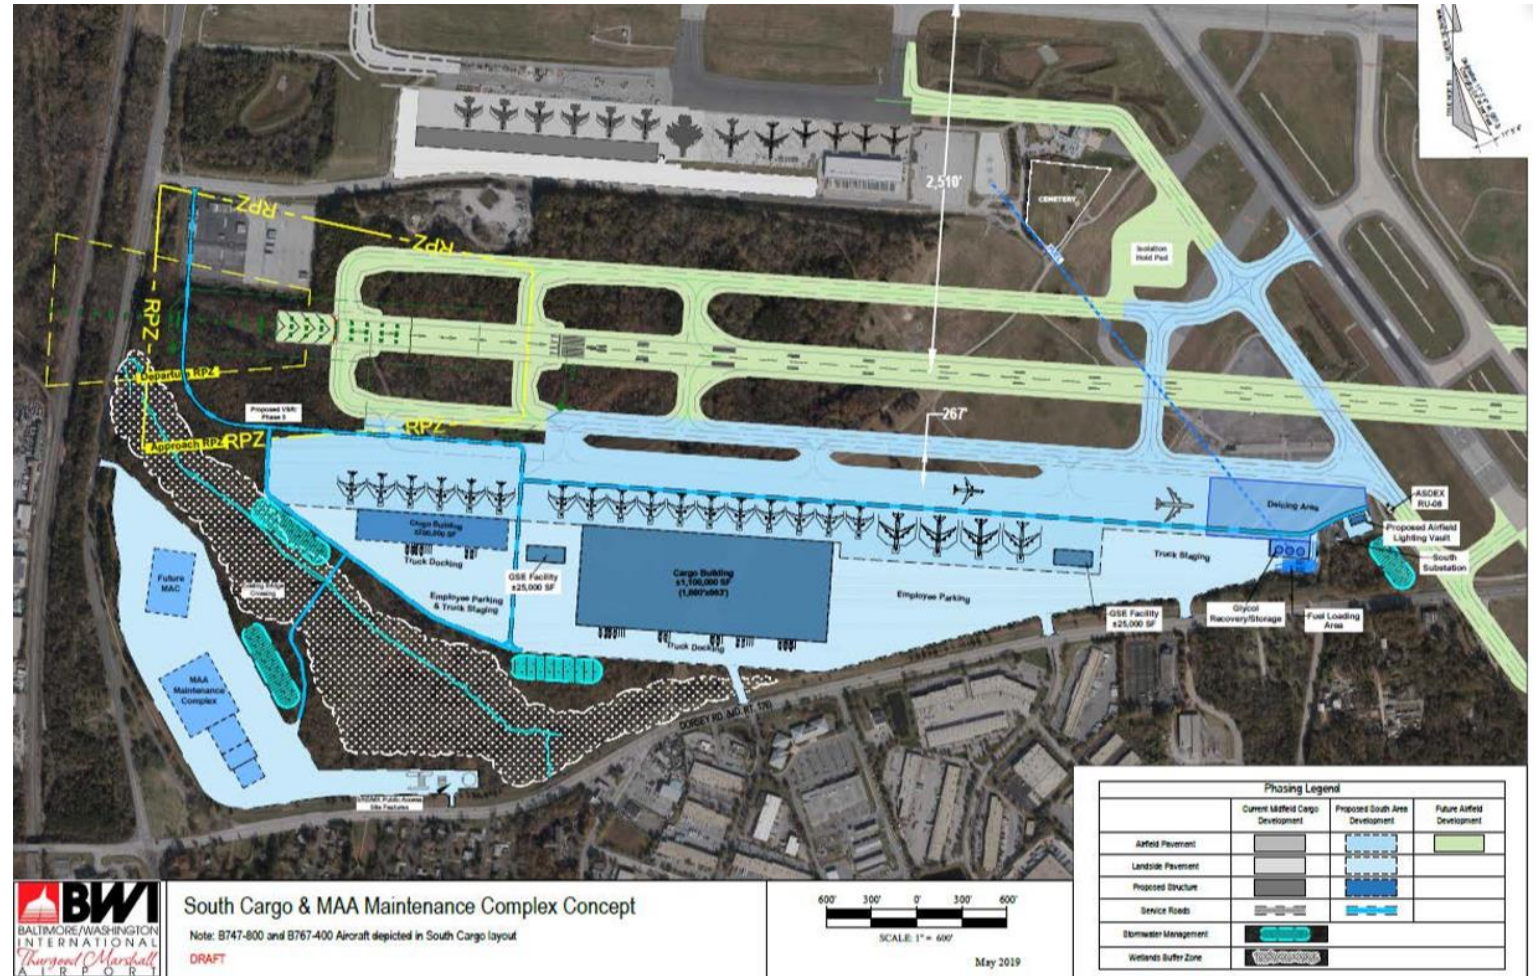 2,510'
CEMETERY
Isolation
Hold Pad
RPZ
RPZ
RPZ
Departure RPZ
Approach RPZ
RPZ
RPZ
Proposed VSR
267'
ASDEX
RU-08
Deicing Area
Proposed Airfield
Lighting Vault
South
Substation
Cargo Building
Truck Docking
GSE Facility
±25,000 SF
Cargo Building
±1,100,000 SF
Truck Staging
Employee Parking
& Truck Staging
Employee Parking
GSE Facility
±25,000 SF
Glycol
Recovery/Storage
Fuel Loading
Area
Truck Docking
Future
MAC
Crossing
MAA
Maintenance
Complex
DORSEY RD. (MD. RT. 176)
Phasing Legend
Current Midfield Cargo
Development
Proposed South Area
Development
Future Airfield
Development
Airfield Pavement
Landside Pavement
Proposed Structure
Service Roads
Stormwater Management
Wetlands Buffer Zone
BWI
BALTIMORE/WASHINGTON
INTERNATIONAL
Thurgood Marshall
AIRPORT
South Cargo & MAA Maintenance Complex Concept
Note: B747-800 and B767-400 Aircraft depicted in South Cargo layout
DRAFT
600' 300' 0' 300' 600'
SCALE: 1" = 600'
May 2019